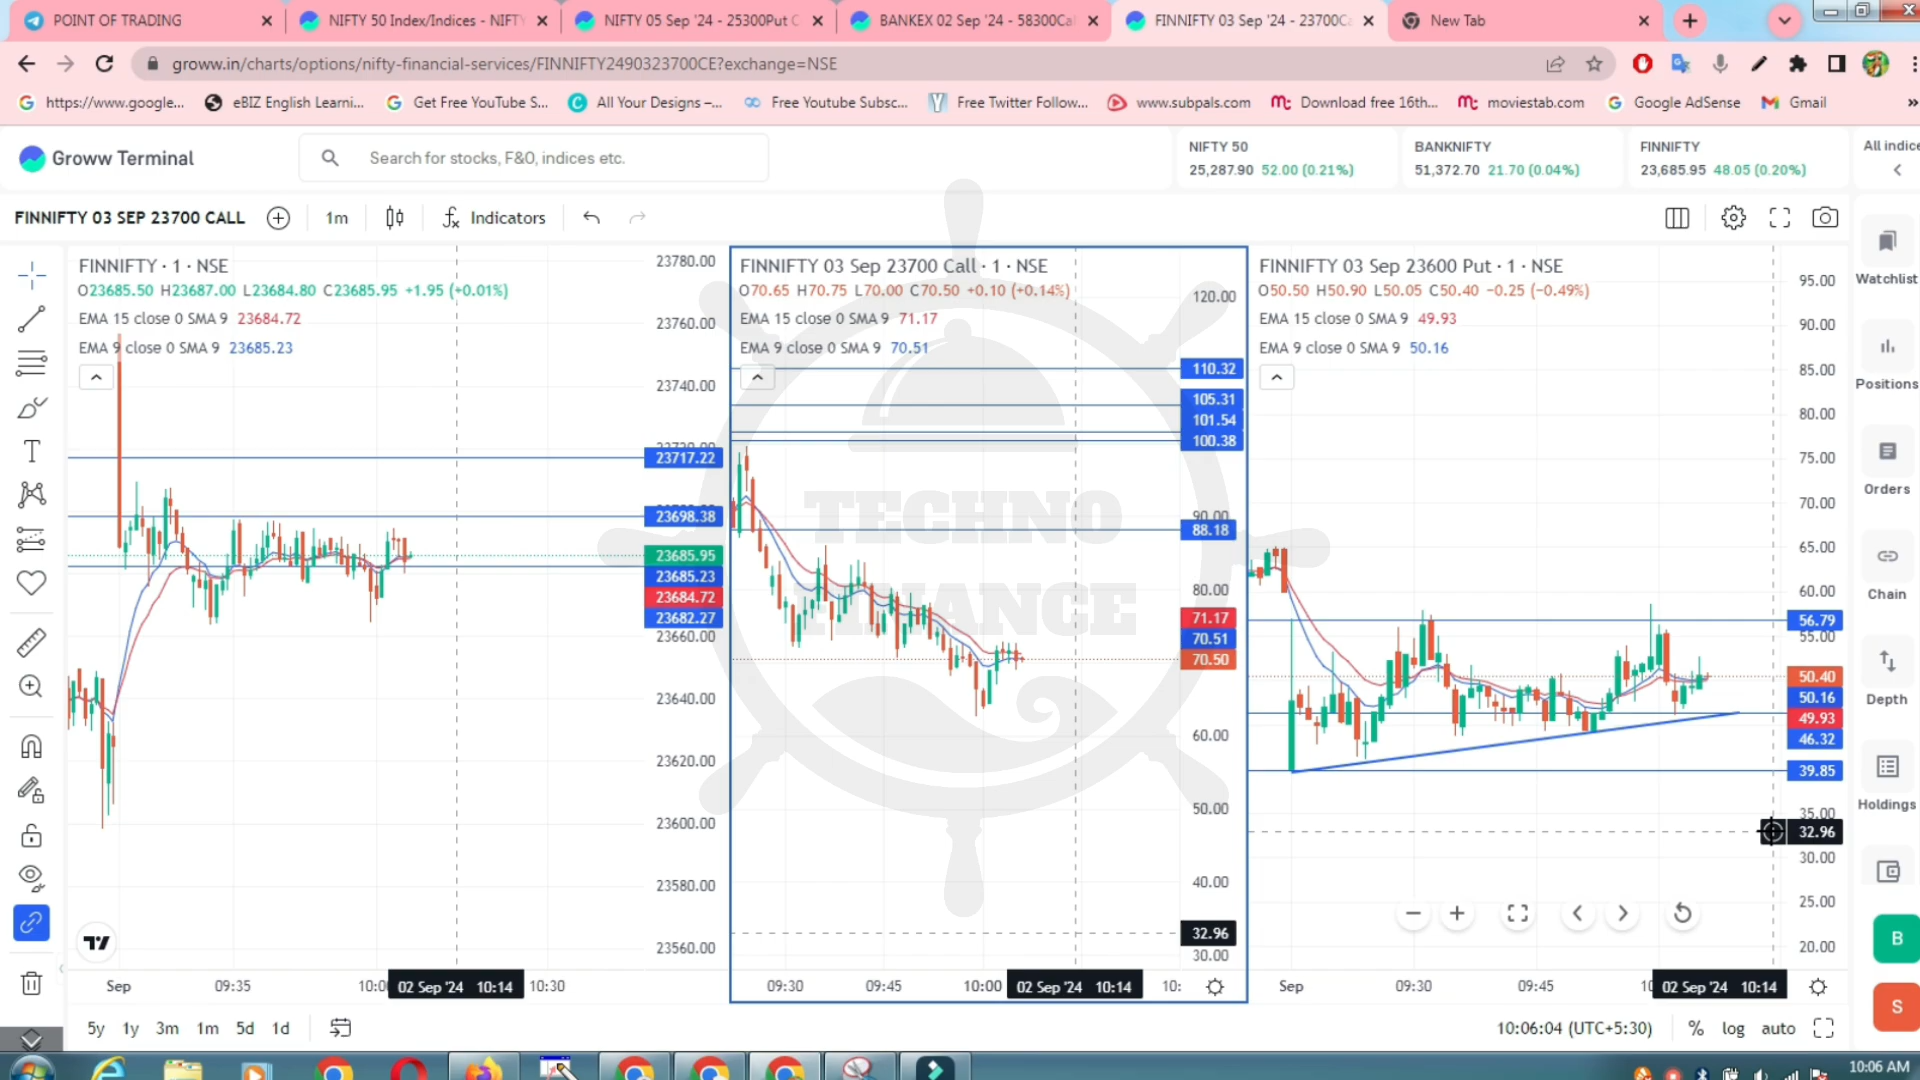 POINT OF TRADING
NIFTY 50 Index/Indices - NIFTY
NIFTY 05 Sep '24 - 25300Put C
BANKEX 02 Sep '24 - 58300Cal
FINNIFTY 03 Sep '24 - 23700Ca
New Tab
groww.in/charts/options/nifty-financial-services/FINNIFTY2490323700CE?exchange=NSE
https://www.google...
eBIZ English Learni...
Get Free YouTube S...
All Your Designs –...
Free Youtube Subsc...
Free Twitter Follow...
www.subpals.com
Download free 16th...
moviestab.com
Google AdSense
Gmail
Groww Terminal
Search for stocks, F&O, indices etc.
NIFTY 50
25,287.90 52.00 (0.21%)
BANKNIFTY
51,372.70 21.70 (0.04%)
FINNIFTY
23,685.95 48.05 (0.20%)
All indice
FINNIFTY 03 SEP 23700 CALL
1m
Indicators
FINNIFTY · 1 · NSE
O23685.50 H23687.00 L23684.80 C23685.95 +1.95 (+0.01%)
EMA 15 close 0 SMA 9 23684.72
EMA 9 close 0 SMA 9 23685.23
23780.00
23760.00
23740.00
23717.22
23698.38
23685.95
23685.23
23684.72
23682.27
23660.00
23640.00
23620.00
23600.00
23580.00
23560.00
Sep
09:35
02 Sep '24 10:14
10:30
FINNIFTY 03 Sep 23700 Call · 1 · NSE
O70.65 H70.75 L70.00 C70.50 +0.10 (+0.14%)
EMA 15 close 0 SMA 9 71.17
EMA 9 close 0 SMA 9 70.51
120.00
110.32
105.31
101.54
100.38
90.00
88.18
80.00
71.17
70.51
70.50
60.00
50.00
40.00
32.96
30.00
09:30
09:45
10:00
02 Sep '24 10:14
10:
FINNIFTY 03 Sep 23600 Put · 1 · NSE
O50.50 H50.90 L50.05 C50.40 −0.25 (−0.49%)
EMA 15 close 0 SMA 9 49.93
EMA 9 close 0 SMA 9 50.16
95.00
90.00
85.00
80.00
75.00
70.00
65.00
60.00
56.79
55.00
50.40
50.16
49.93
46.32
39.85
35.00
32.96
30.00
25.00
20.00
Sep
09:30
09:45
02 Sep '24 10:14
TECHNO
FINANCE
Watchlist
Positions
Orders
Chain
Depth
Holdings
B
S
5y
1y
3m
1m
5d
1d
10:06:04 (UTC+5:30)
%
log
auto
10:06 AM